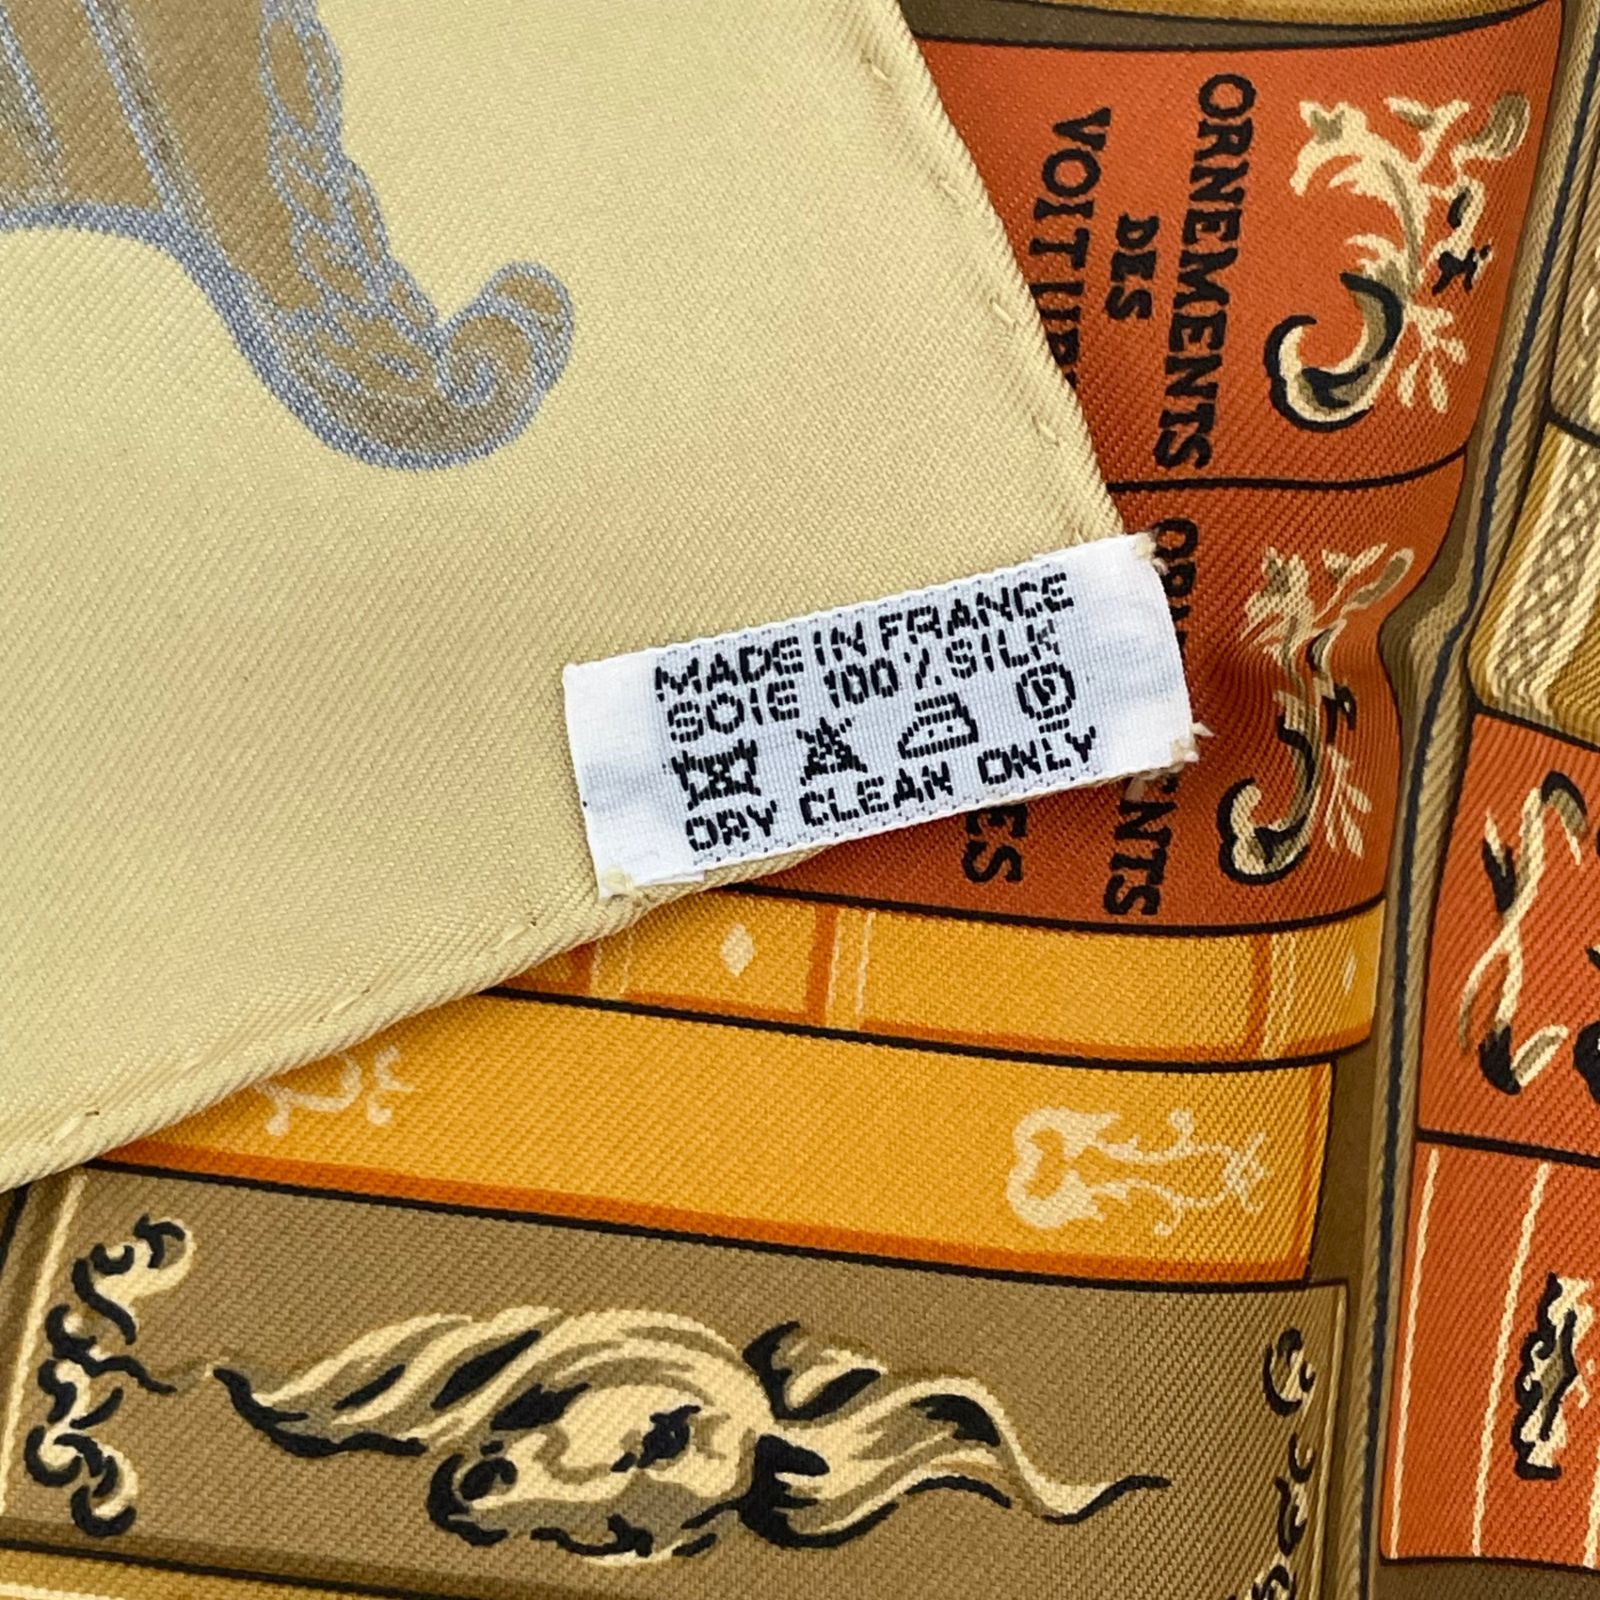 MADE IN FRANCE
SOIE 100 % SILK
DRY CLEAN ONLY
ORNEMENTS
DES